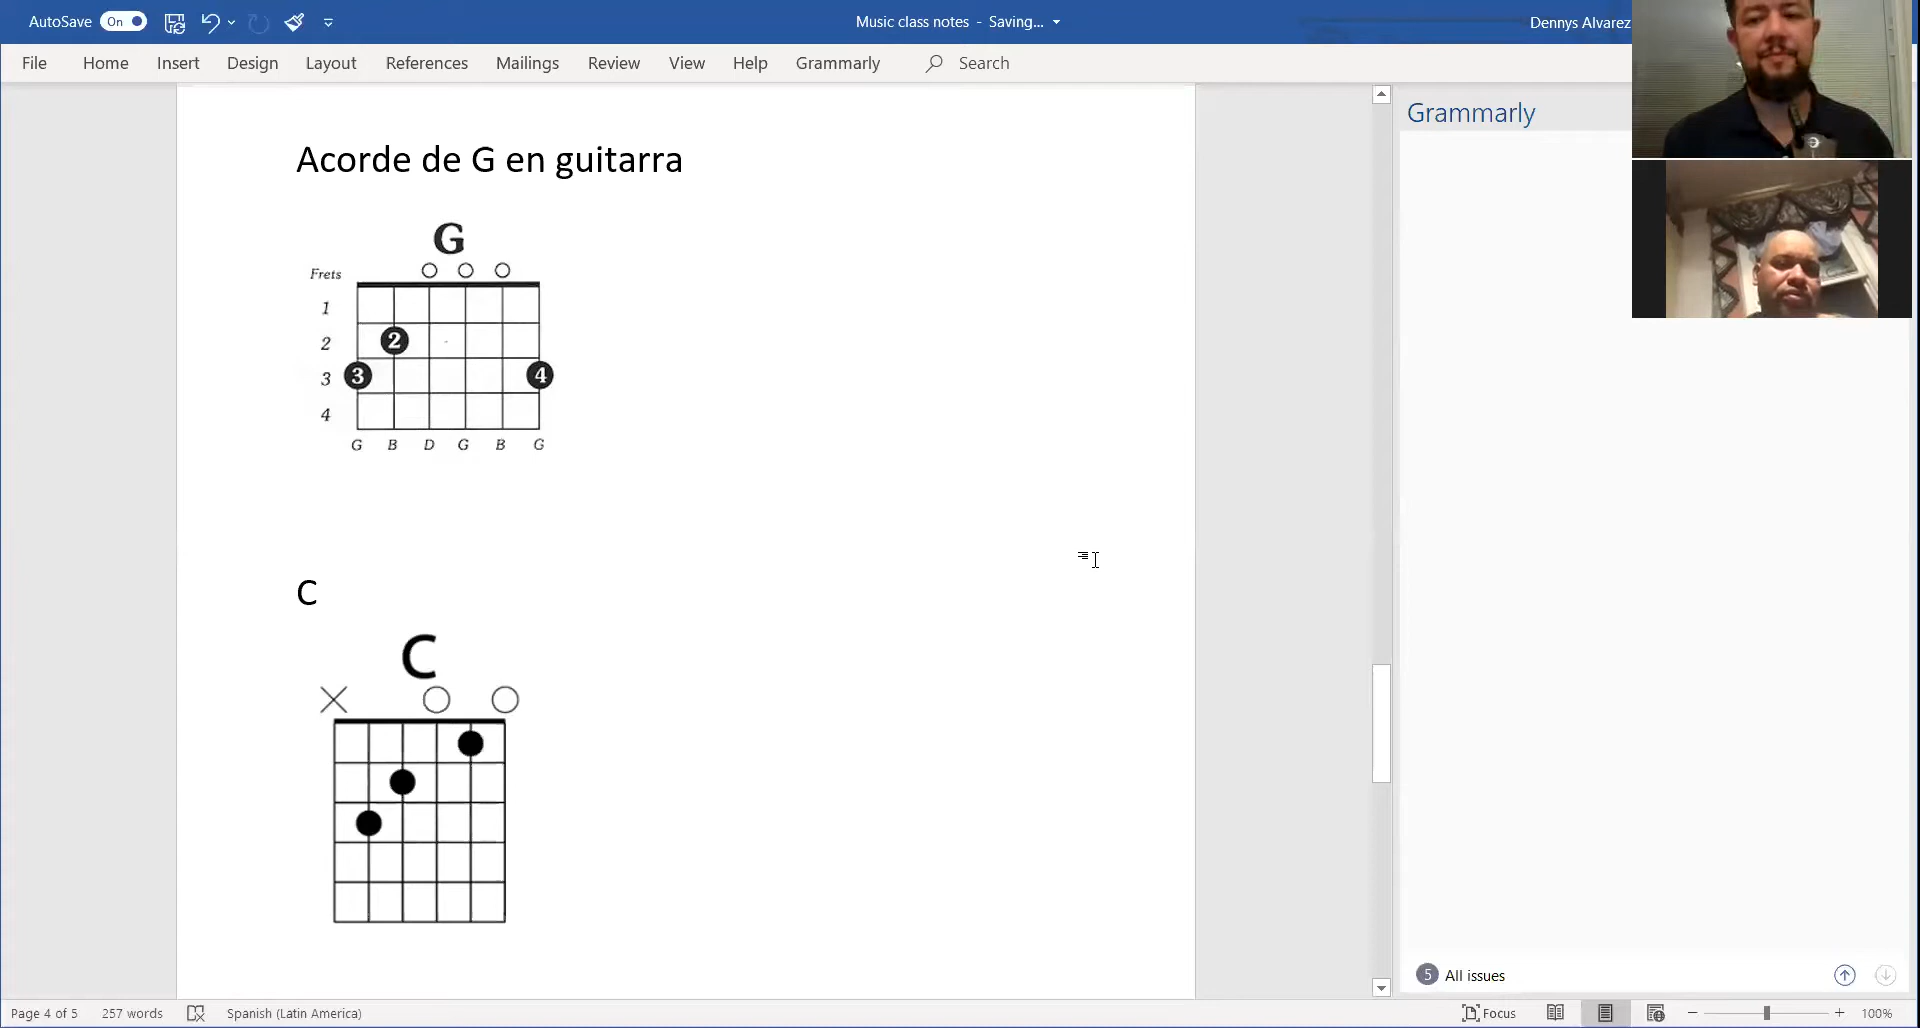 AutoSave On Music class notes - Saving... Dennys Alvarez
File Home Insert Design Layout References Mailings Review View Help Grammarly Search
Grammarly
Acorde de G en guitarra
G
Frets
1
2 2
3 3 4
4
G B D G B G
C
C
5 All issues
Page 4 of 5 257 words Spanish (Latin America) Focus 100%